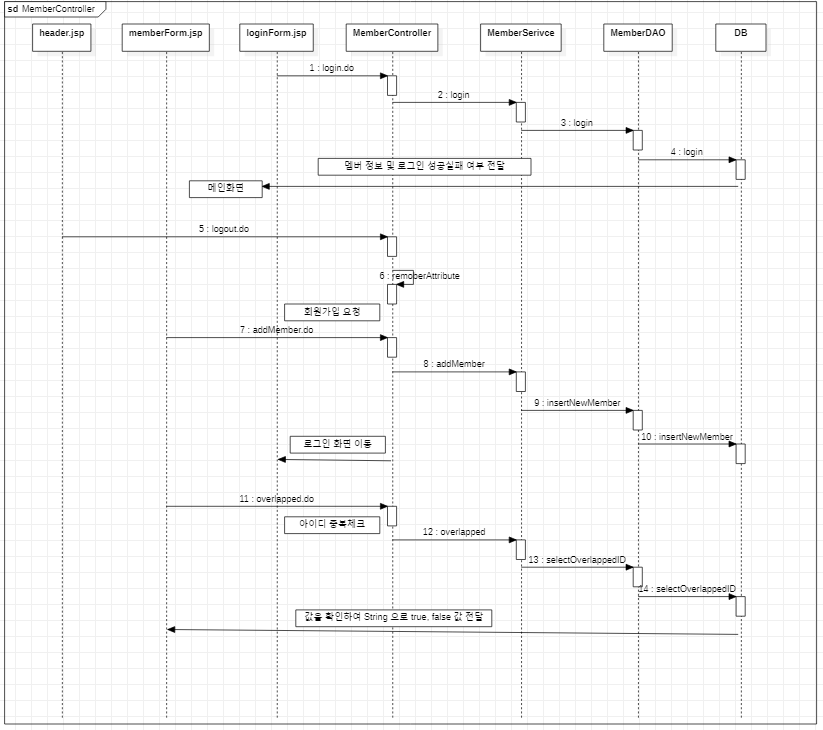 sd MemberController
header.jsp
memberForm.jsp
loginForm.jsp
MemberController
MemberSerivce
MemberDAO
DB
1 : login.do
2 : login
3 : login
4 : login
멤버 정보 및 로그인 성공실패 여부 전달
메인화면
5 : logout.do
6 : remoberAttribute
회원가입 요청
7 : addMember.do
8 : addMember
9 : insertNewMember
10 : insertNewMember
로그인 화면 이동
11 : overlapped.do
아이디 중복체크
12 : overlapped
13 : selectOverlappedID
14 : selectOverlappedID
값을 확인하여 String 으로 true, false 값 전달